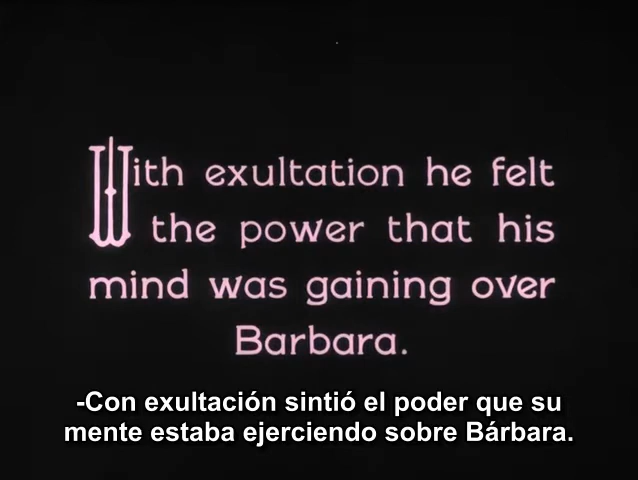 With exultation he felt
the power that his
mind was gaining over
Barbara.
-Con exultación sintió el poder que su
mente estaba ejerciendo sobre Bárbara.